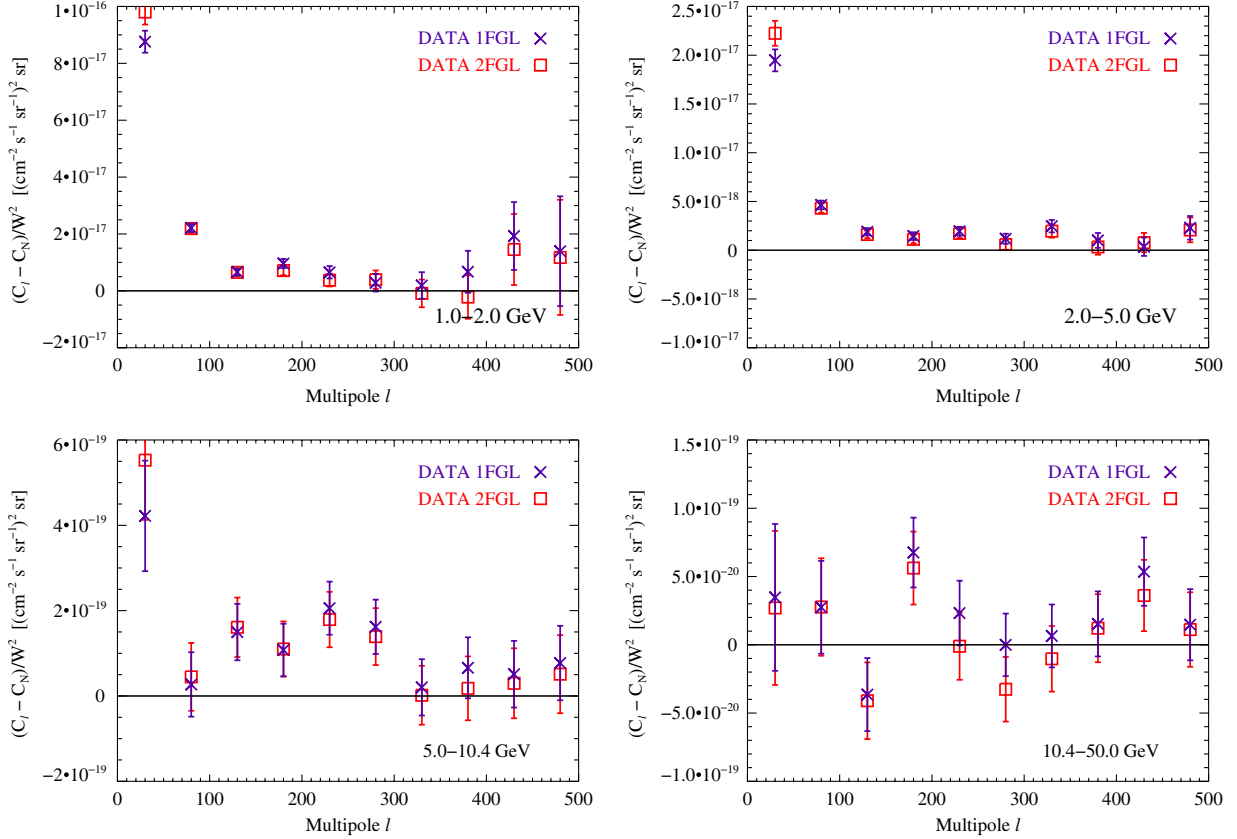 1•10⁻¹⁶
8•10⁻¹⁷
6•10⁻¹⁷
4•10⁻¹⁷
2•10⁻¹⁷
0
−2•10⁻¹⁷
(C_l − C_N)/W² [(cm⁻² s⁻¹ sr⁻¹)² sr]
DATA 1FGL
DATA 2FGL
1.0−2.0 GeV
0 100 200 300 400 500
Multipole l
2.5•10⁻¹⁷
2.0•10⁻¹⁷
1.5•10⁻¹⁷
1.0•10⁻¹⁷
5.0•10⁻¹⁸
0
−5.0•10⁻¹⁸
−1.0•10⁻¹⁷
(C_l − C_N)/W² [(cm⁻² s⁻¹ sr⁻¹)² sr]
DATA 1FGL
DATA 2FGL
2.0−5.0 GeV
0 100 200 300 400 500
Multipole l
6•10⁻¹⁹
4•10⁻¹⁹
2•10⁻¹⁹
0
−2•10⁻¹⁹
(C_l − C_N)/W² [(cm⁻² s⁻¹ sr⁻¹)² sr]
DATA 1FGL
DATA 2FGL
5.0−10.4 GeV
0 100 200 300 400 500
Multipole l
1.5•10⁻¹⁹
1.0•10⁻¹⁹
5.0•10⁻²⁰
0
−5.0•10⁻²⁰
−1.0•10⁻¹⁹
(C_l − C_N)/W² [(cm⁻² s⁻¹ sr⁻¹)² sr]
DATA 1FGL
DATA 2FGL
10.4−50.0 GeV
0 100 200 300 400 500
Multipole l